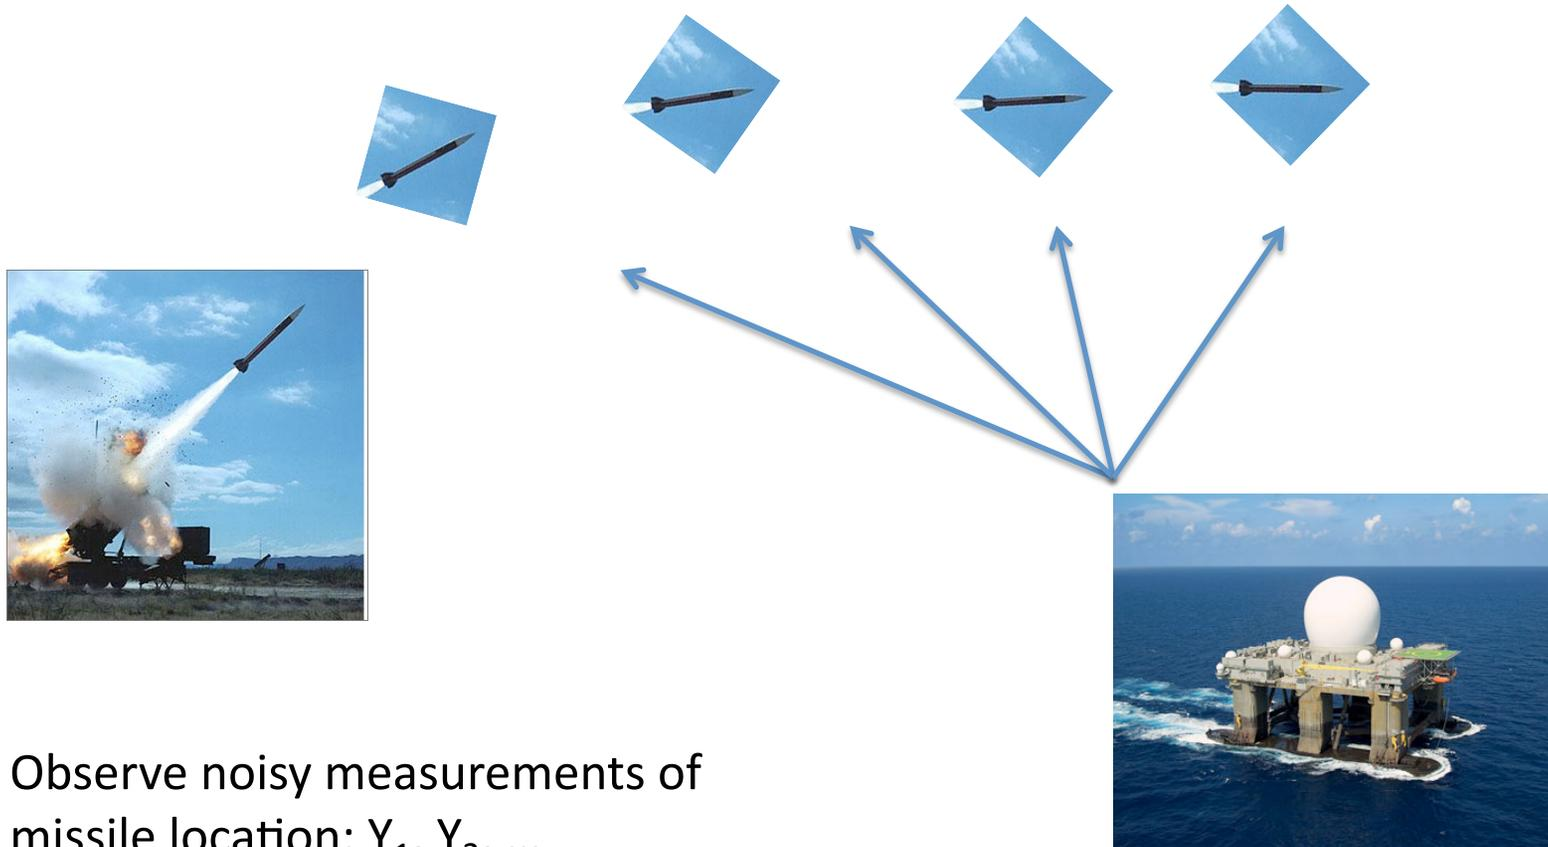 Observe noisy measurements of
missile location: Y₁, Y₂, …